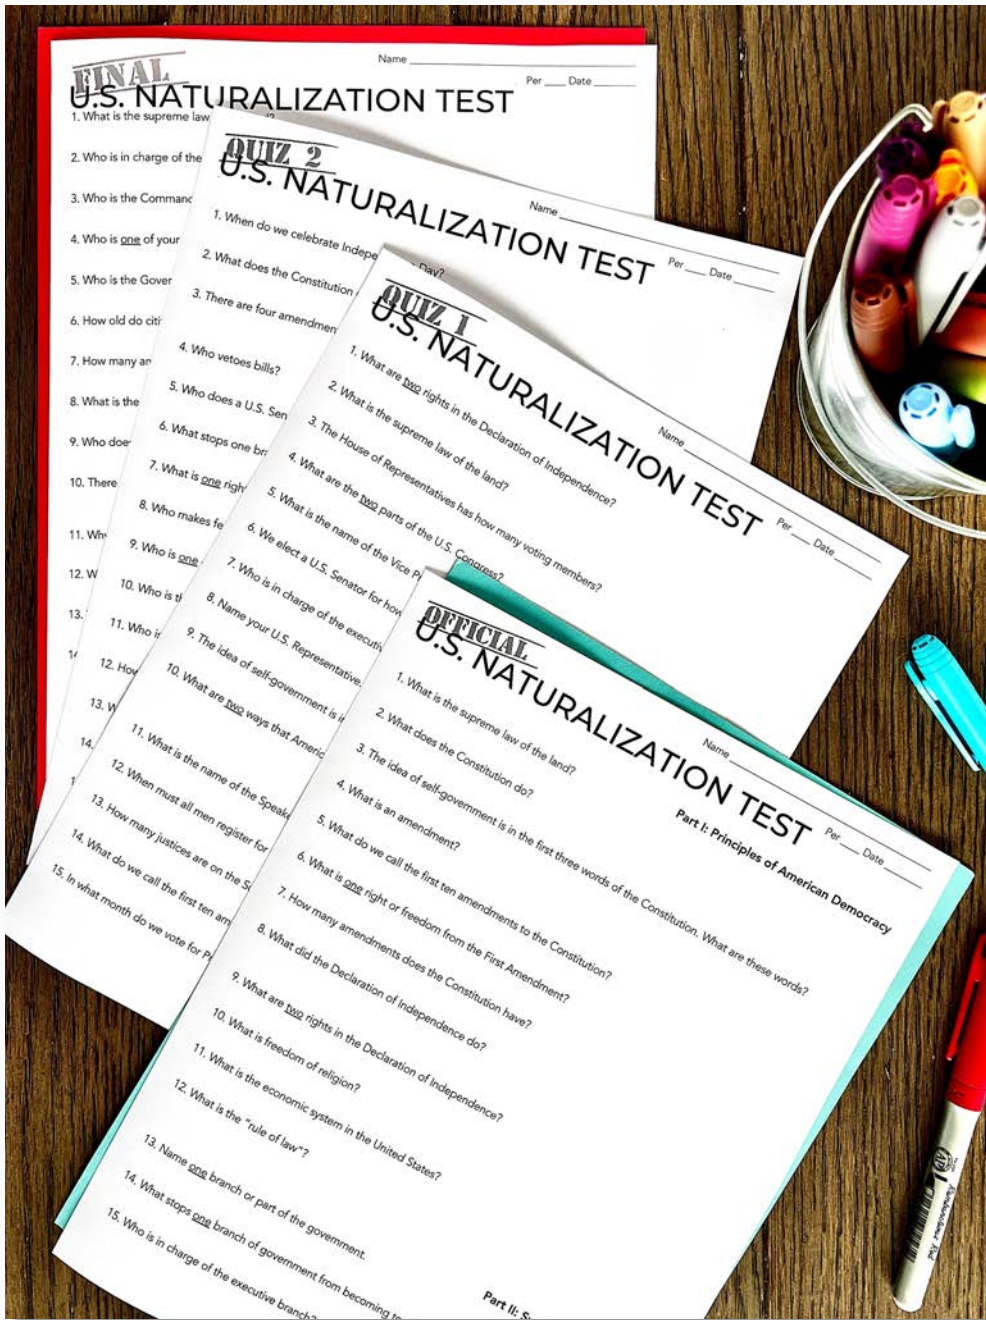 FINAL
U.S. NATURALIZATION TEST
Name
Per Date
1. What is the supreme law
2. Who is in charge of the
3. Who is the
4. Who is one of your
5. Who is the
6. How old do
7. How many
8. What is the
9. Who
10. There
11.
12.
13.
14
QUIZ 2
U.S. NATURALIZATION TEST
Name
Per Date
1. When do we celebrate Day?
2. What does the Constitution
3. There are four
4. Who vetoes bills?
5. Who does a U.S.
6. What stops one
7. What is one
8. Who makes
9. Who is one
10. Who is
11. Who
12.
13.
14.
QUIZ 1
U.S. NATURALIZATION TEST
Name
Per Date
1. What are two rights in the Declaration of Independence?
2. What is the supreme law of the land?
3. The House of Representatives has how many voting members?
4. What are the two parts of the U.S. Congress?
5. What is the name of the Vice
6. We elect a U.S. Senator for how
7. Who is in charge of the
8. Name your U.S. Representative.
9. The idea of self-government is
10. What are two ways that
11. What is the name of the
12. When must all men register for
13. How many justices are on the
14. What do we call the first ten
15. In what month do we vote for
OFFICIAL
U.S. NATURALIZATION TEST
Name
Per Date
Part I: Principles of American Democracy
1. What is the supreme law of the land?
2. What does the Constitution do?
3. The idea of self-government is in the first three words of the Constitution. What are these words?
4. What is an amendment?
5. What do we call the first ten amendments to the Constitution?
6. What is one right or freedom from the First Amendment?
7. How many amendments does the Constitution have?
8. What did the Declaration of Independence do?
9. What are two rights in the Declaration of Independence?
10. What is freedom of religion?
11. What is the economic system in the United States?
12. What is the "rule of law"?
13. Name one branch or part of the government.
14. What stops one branch of government from becoming
15. Who is in charge of the executive branch?
Part II: